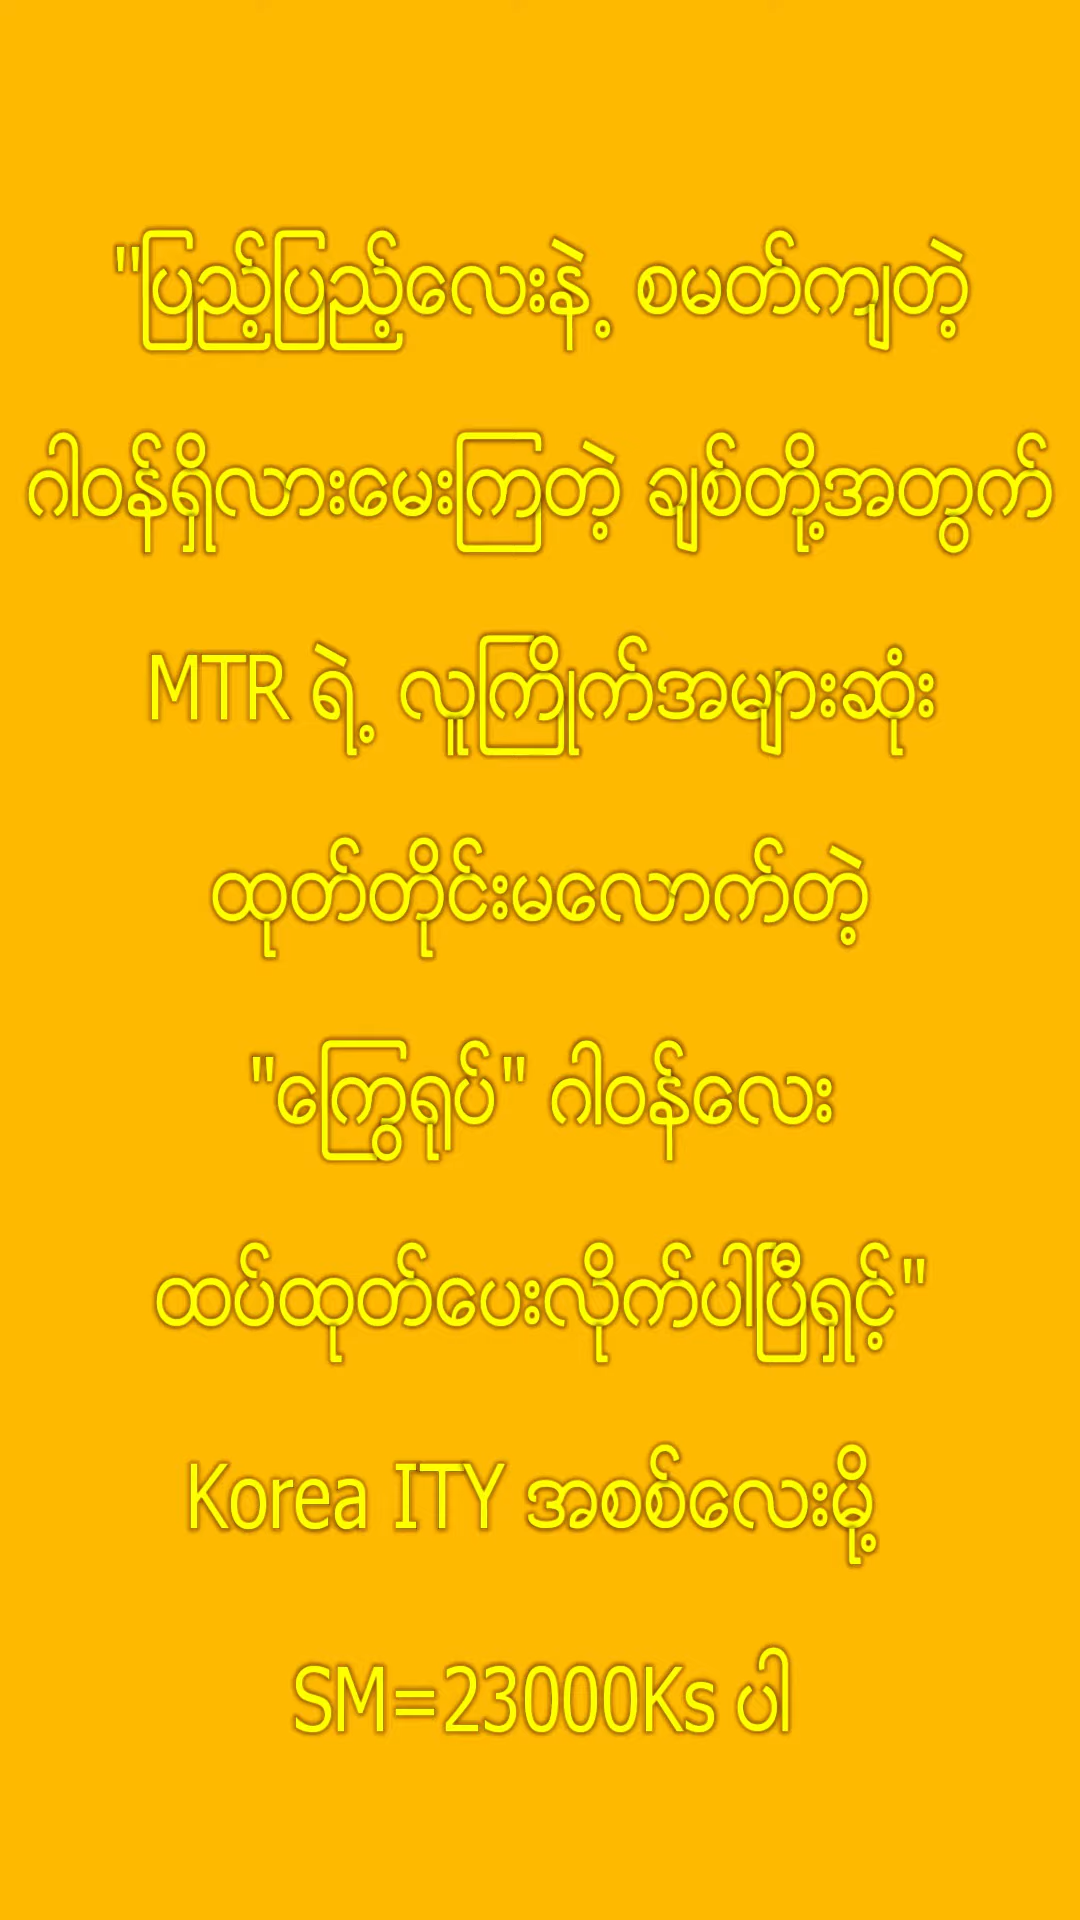 "ပြည့်ပြည့်လေးနဲ့ စမတ်ကျတဲ့
ဂါဝန်ရှိလားမေးကြတဲ့ ချစ်တို့အတွက်
MTR ရဲ့ လူကြိုက်အများဆုံး
ထုတ်တိုင်းမလောက်တဲ့
"ကြွေရုပ်" ဂါဝန်လေး
ထပ်ထုတ်ပေးလိုက်ပါပြီရှင့်"
Korea ITY အစစ်လေးမို့
SM=23000Ks ပါ